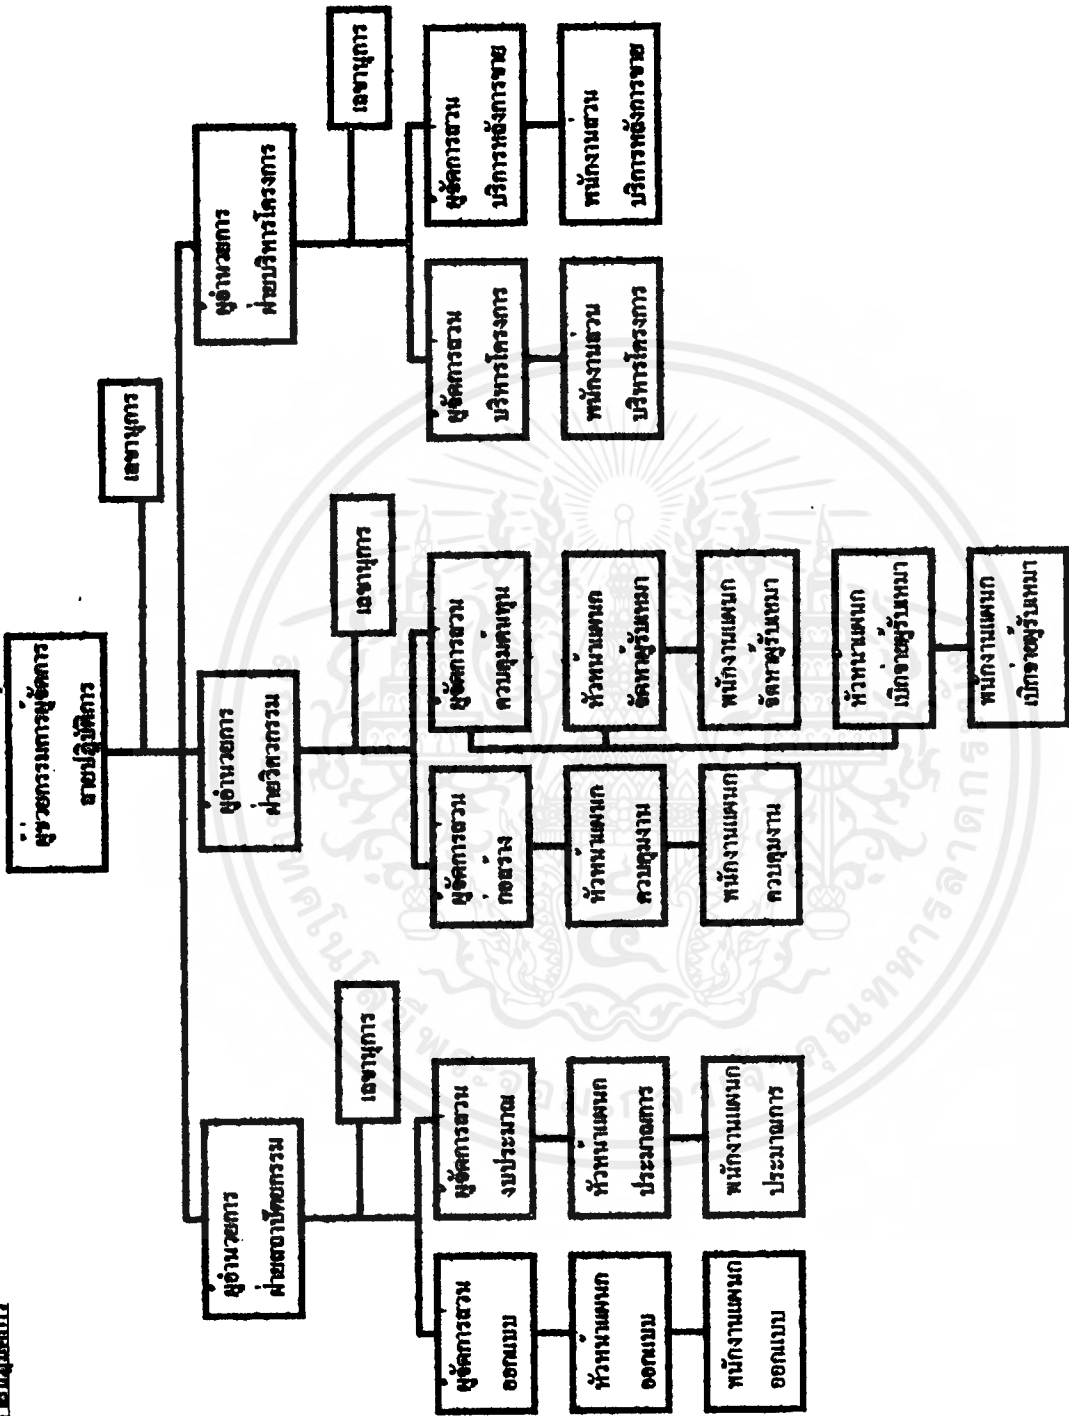 ผู้ช่วยกรรมการผู้จัดการ
สายปฏิบัติการ
เลขานุการ
ผู้อำนวยการ
ฝ่ายสถาปัตยกรรม
เลขานุการ
ผู้จัดการส่วน
ออกแบบ
หัวหน้าแผนก
ออกแบบ
พนักงานแผนก
ออกแบบ
ผู้จัดการส่วน
งบประมาณ
หัวหน้าแผนก
ประมาณการ
พนักงานแผนก
ประมาณการ
ผู้อำนวยการ
ฝ่ายวิศวกรรม
เลขานุการ
ผู้จัดการส่วน
ก่อสร้าง
หัวหน้าแผนก
ควบคุมงาน
พนักงานแผนก
ควบคุมงาน
ผู้จัดการส่วน
ควบคุมต้นทุน
หัวหน้าแผนก
จัดหาผู้รับเหมา
พนักงานแผนก
จัดหาผู้รับเหมา
หัวหน้าแผนก
เบิกจ่ายผู้รับเหมา
พนักงานแผนก
เบิกจ่ายผู้รับเหมา
ผู้อำนวยการ
ฝ่ายบริหารโครงการ
เลขานุการ
ผู้จัดการส่วน
บริหารโครงการ
พนักงานส่วน
บริหารโครงการ
ผู้จัดการส่วน
บริการหลังการขาย
พนักงานส่วน
บริการหลังการขาย